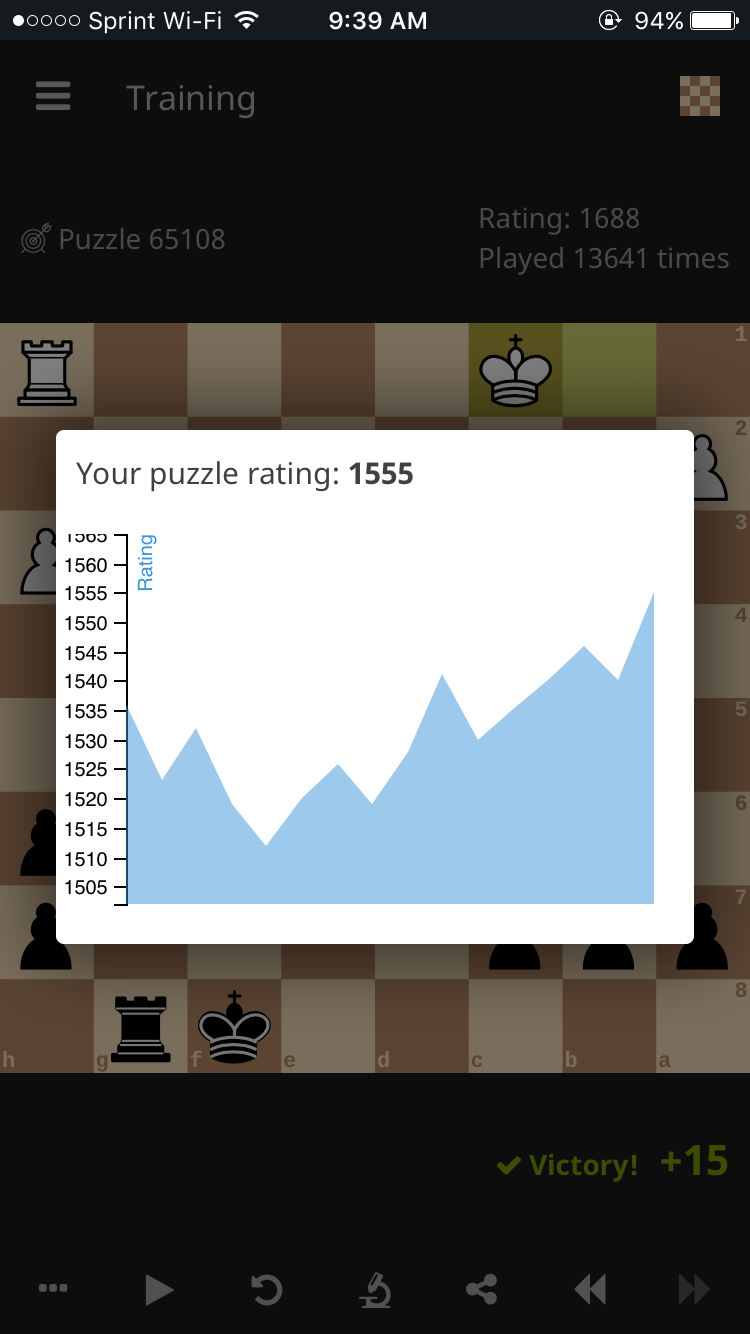 Sprint Wi-Fi 9:39 AM 94%
Training
Puzzle 65108
Rating: 1688
Played 13641 times
1
2
Your puzzle rating: 1555
3
1565
Rating
1560
1555
1550
4
1545
1540
1535
5
1530
1525
1520
6
1515
1510
1505
7
8
h g f e d c b a
Victory! +15